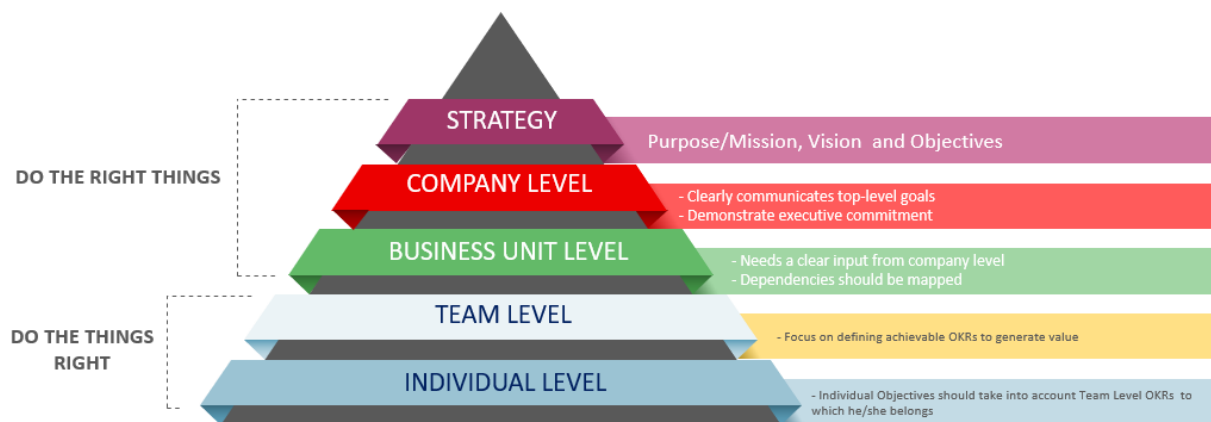 STRATEGY
Purpose/Mission, Vision and Objectives
DO THE RIGHT THINGS
COMPANY LEVEL
- Clearly communicates top-level goals
- Demonstrate executive commitment
BUSINESS UNIT LEVEL
- Needs a clear input from company level
- Dependencies should be mapped
DO THE THINGS
RIGHT
TEAM LEVEL
- Focus on defining achievable OKRs to generate value
INDIVIDUAL LEVEL
- Individual Objectives should take into account Team Level OKRs to
which he/she belongs